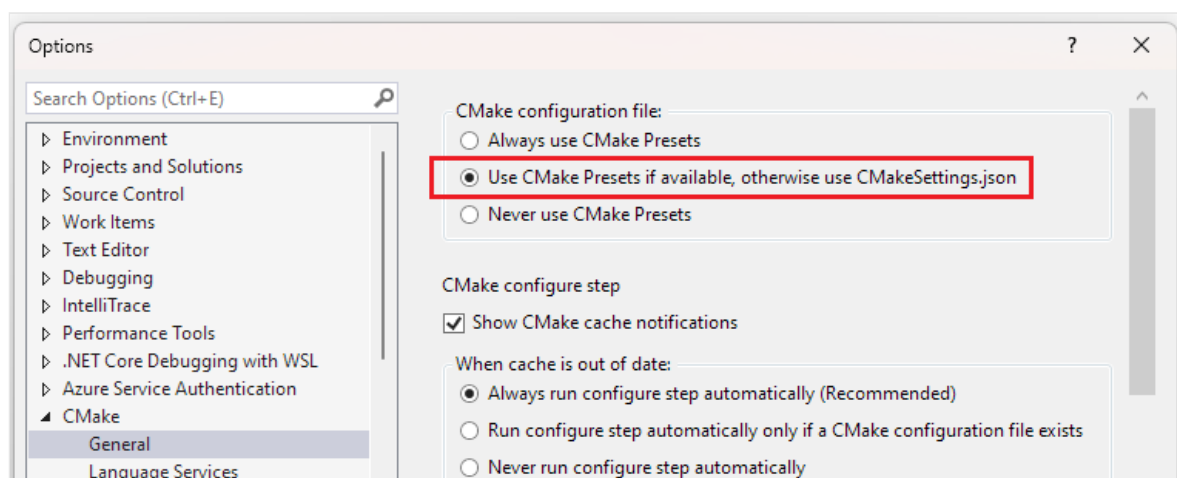 Options
?
Search Options (Ctrl+E)
Environment
Projects and Solutions
Source Control
Work Items
Text Editor
Debugging
IntelliTrace
Performance Tools
.NET Core Debugging with WSL
Azure Service Authentication
CMake
General
Language Services
CMake configuration file:
Always use CMake Presets
Use CMake Presets if available, otherwise use CMakeSettings.json
Never use CMake Presets
CMake configure step
Show CMake cache notifications
When cache is out of date:
Always run configure step automatically (Recommended)
Run configure step automatically only if a CMake configuration file exists
Never run configure step automatically